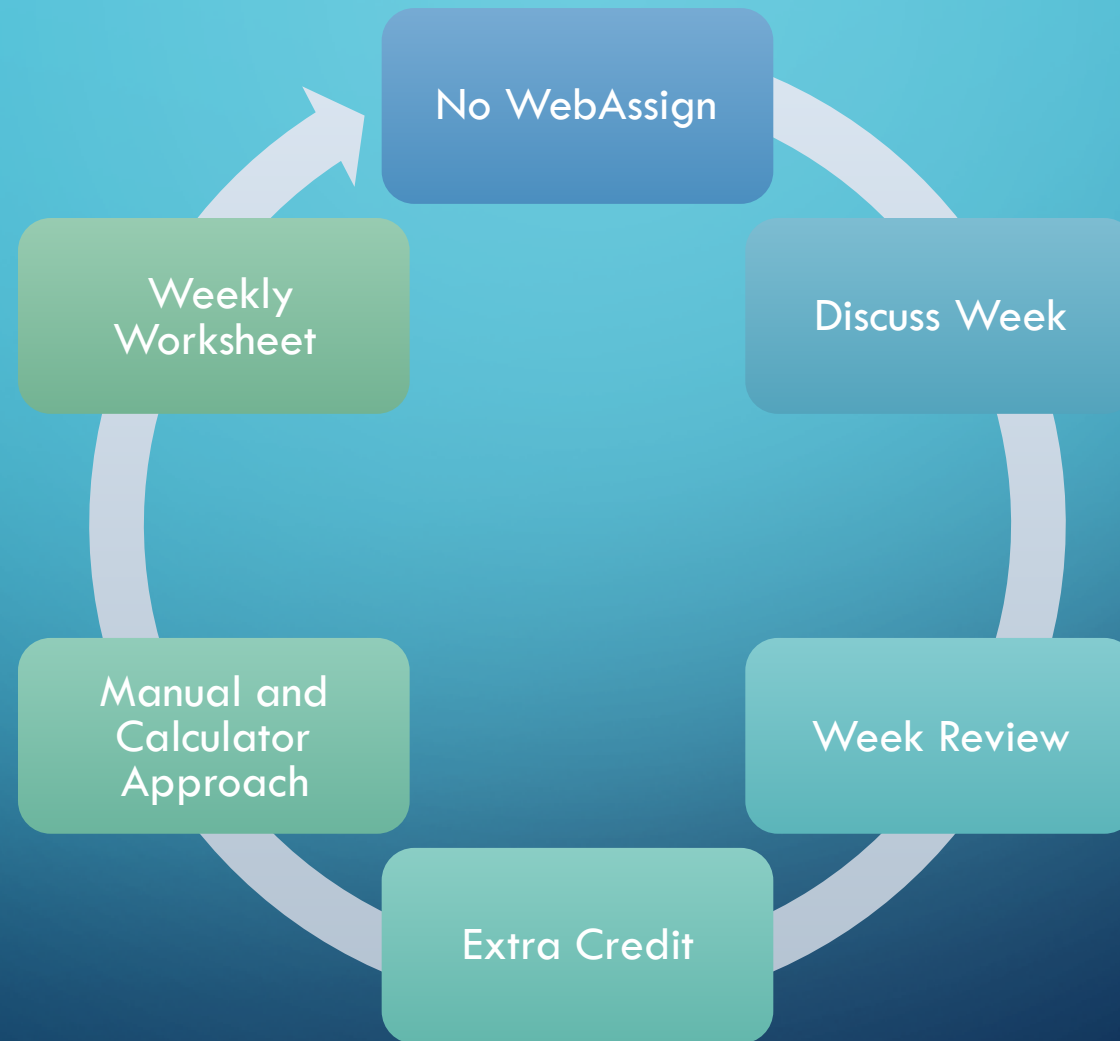 No WebAssign
Discuss Week
Week Review
Extra Credit
Manual and
Calculator
Approach
Weekly
Worksheet